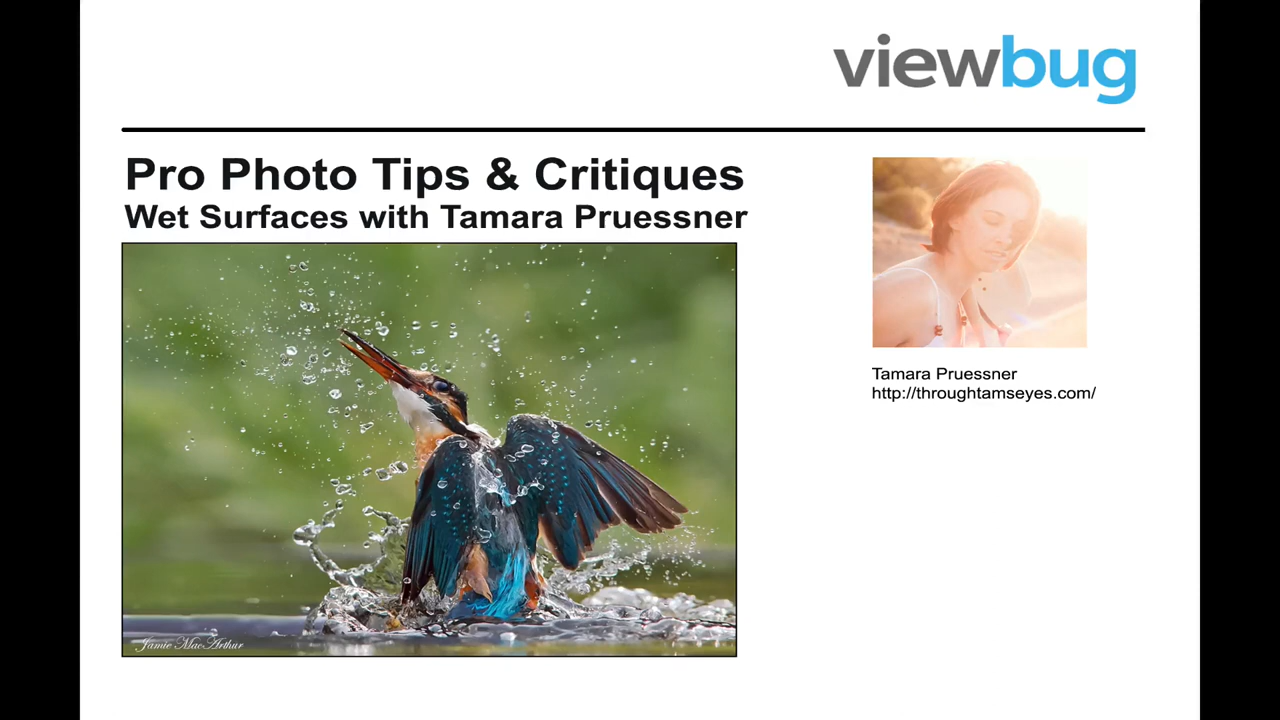 viewbug
Pro Photo Tips & Critiques
Wet Surfaces with Tamara Pruessner
Tamara Pruessner
http://throughtamseyes.com/
Jamie MacArthur